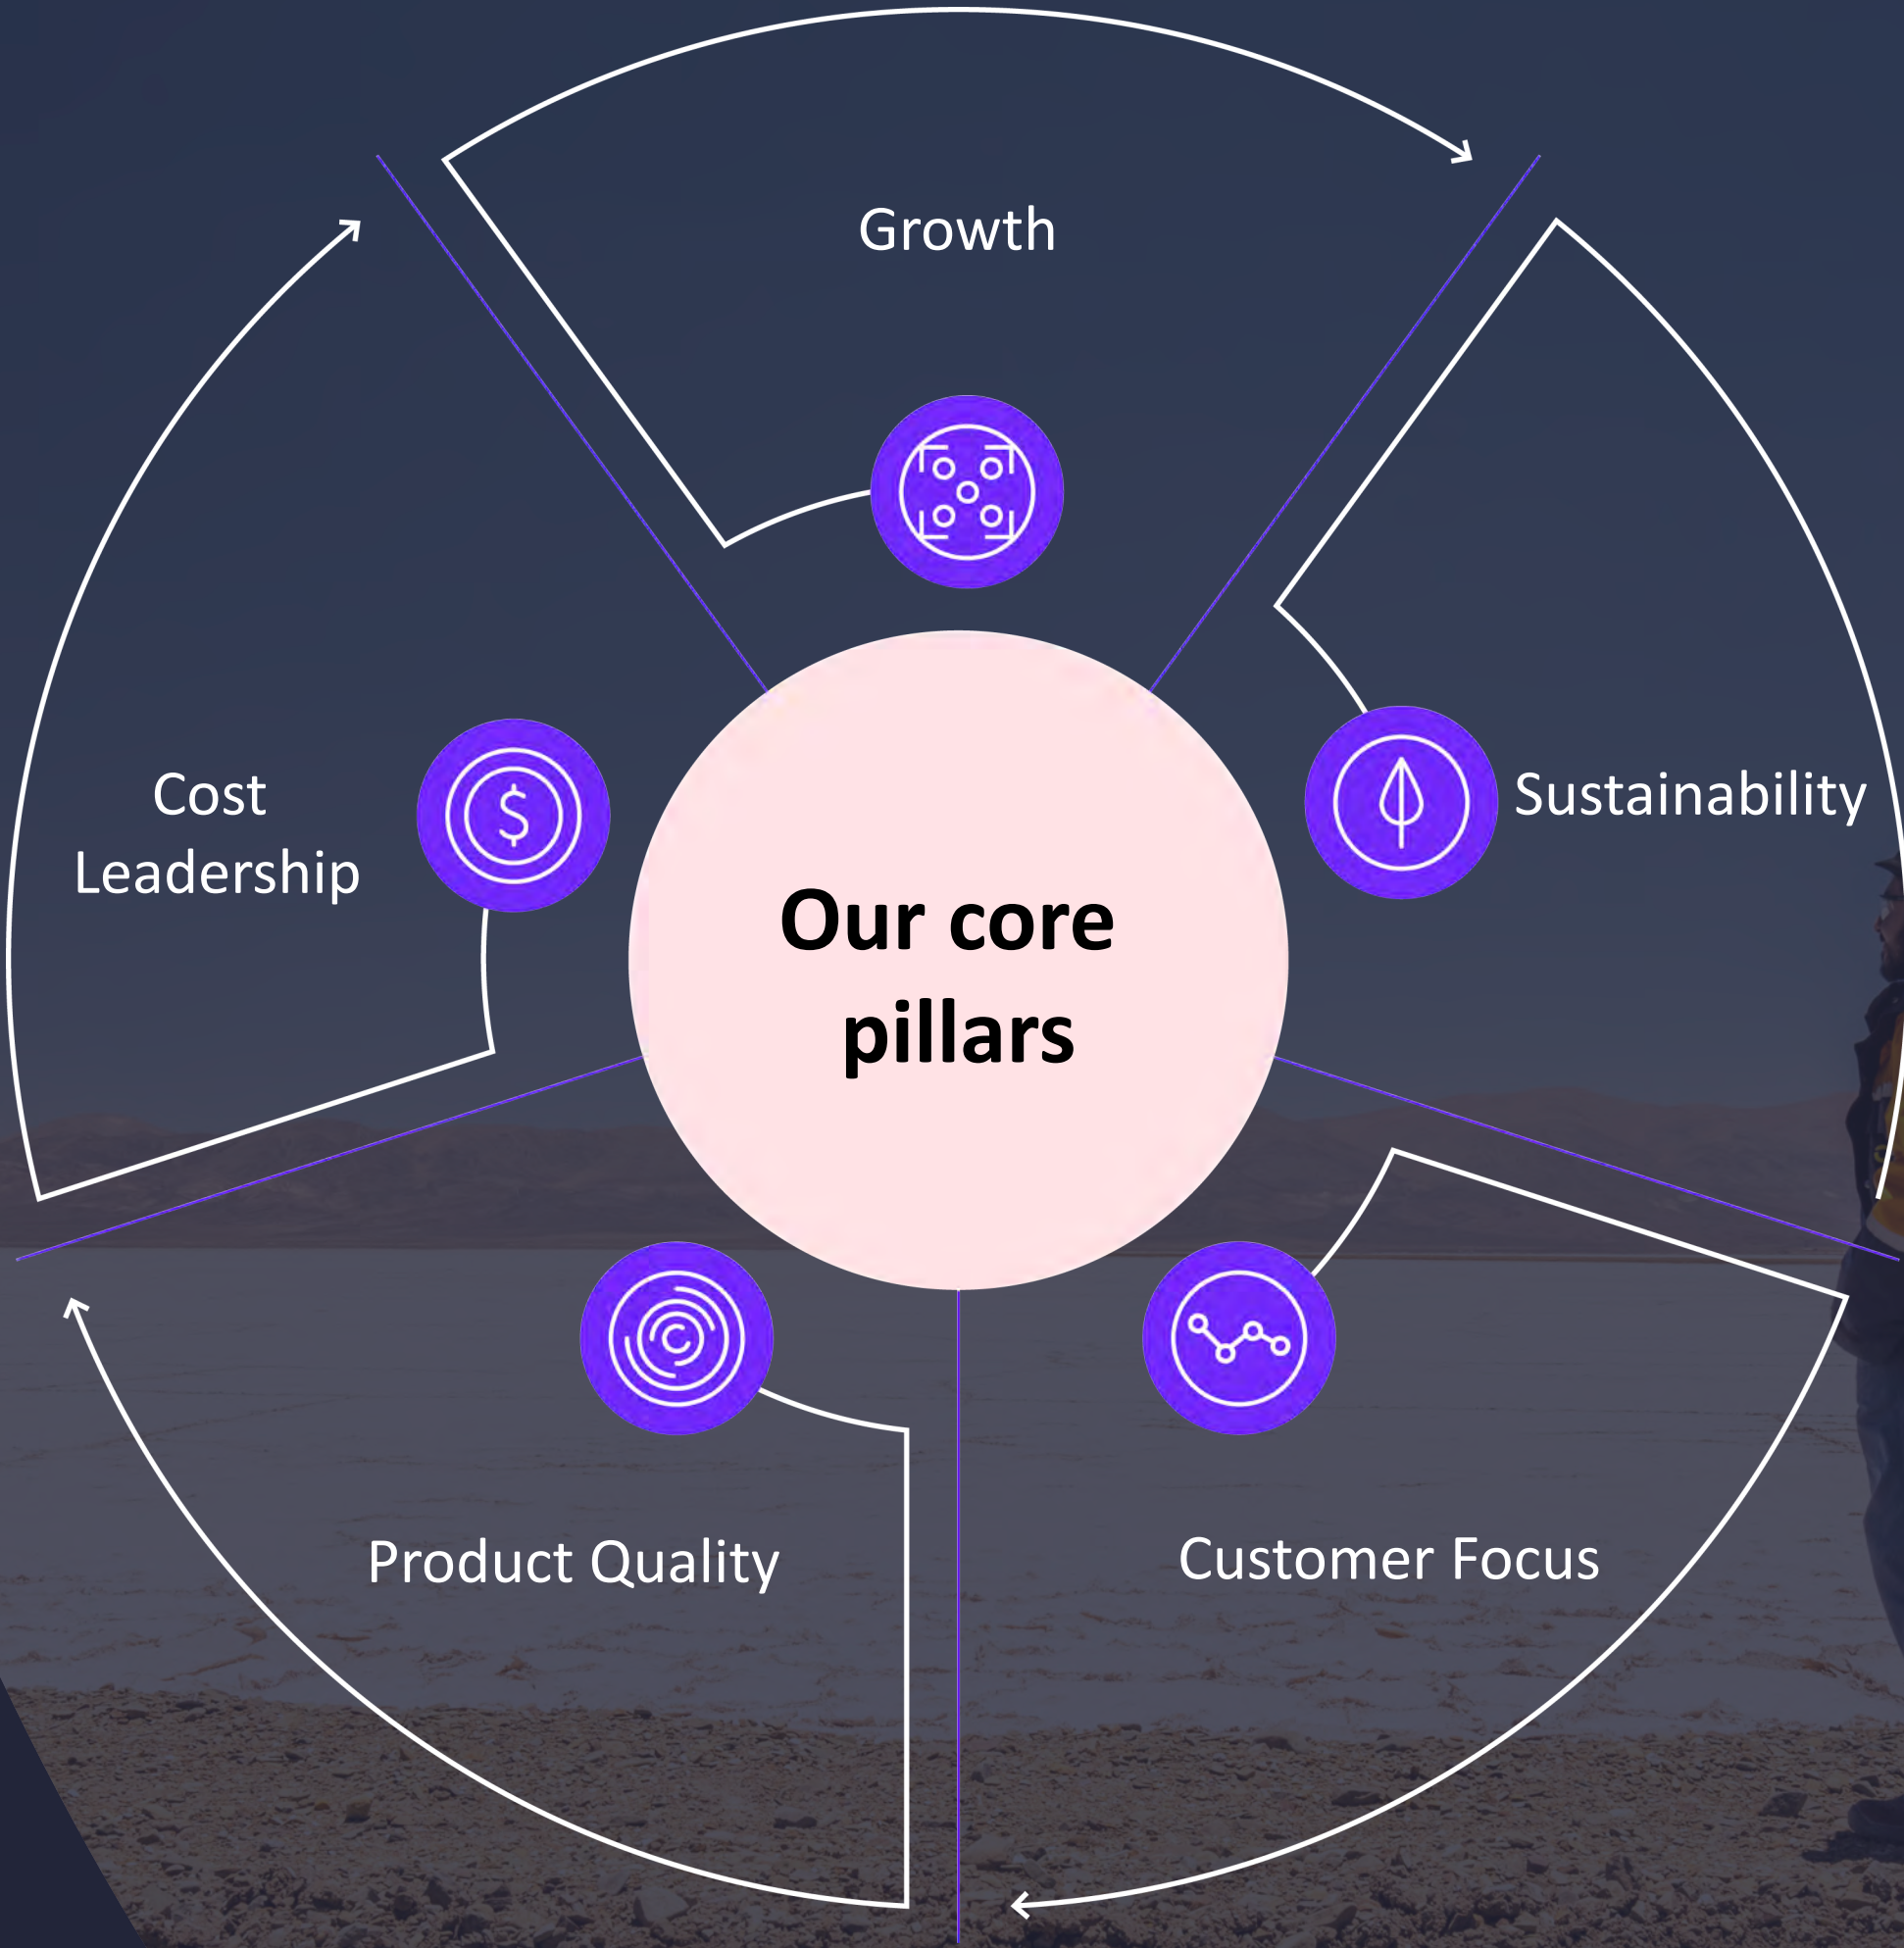 Growth
Cost
Leadership
Sustainability
Our core
pillars
Product Quality
Customer Focus